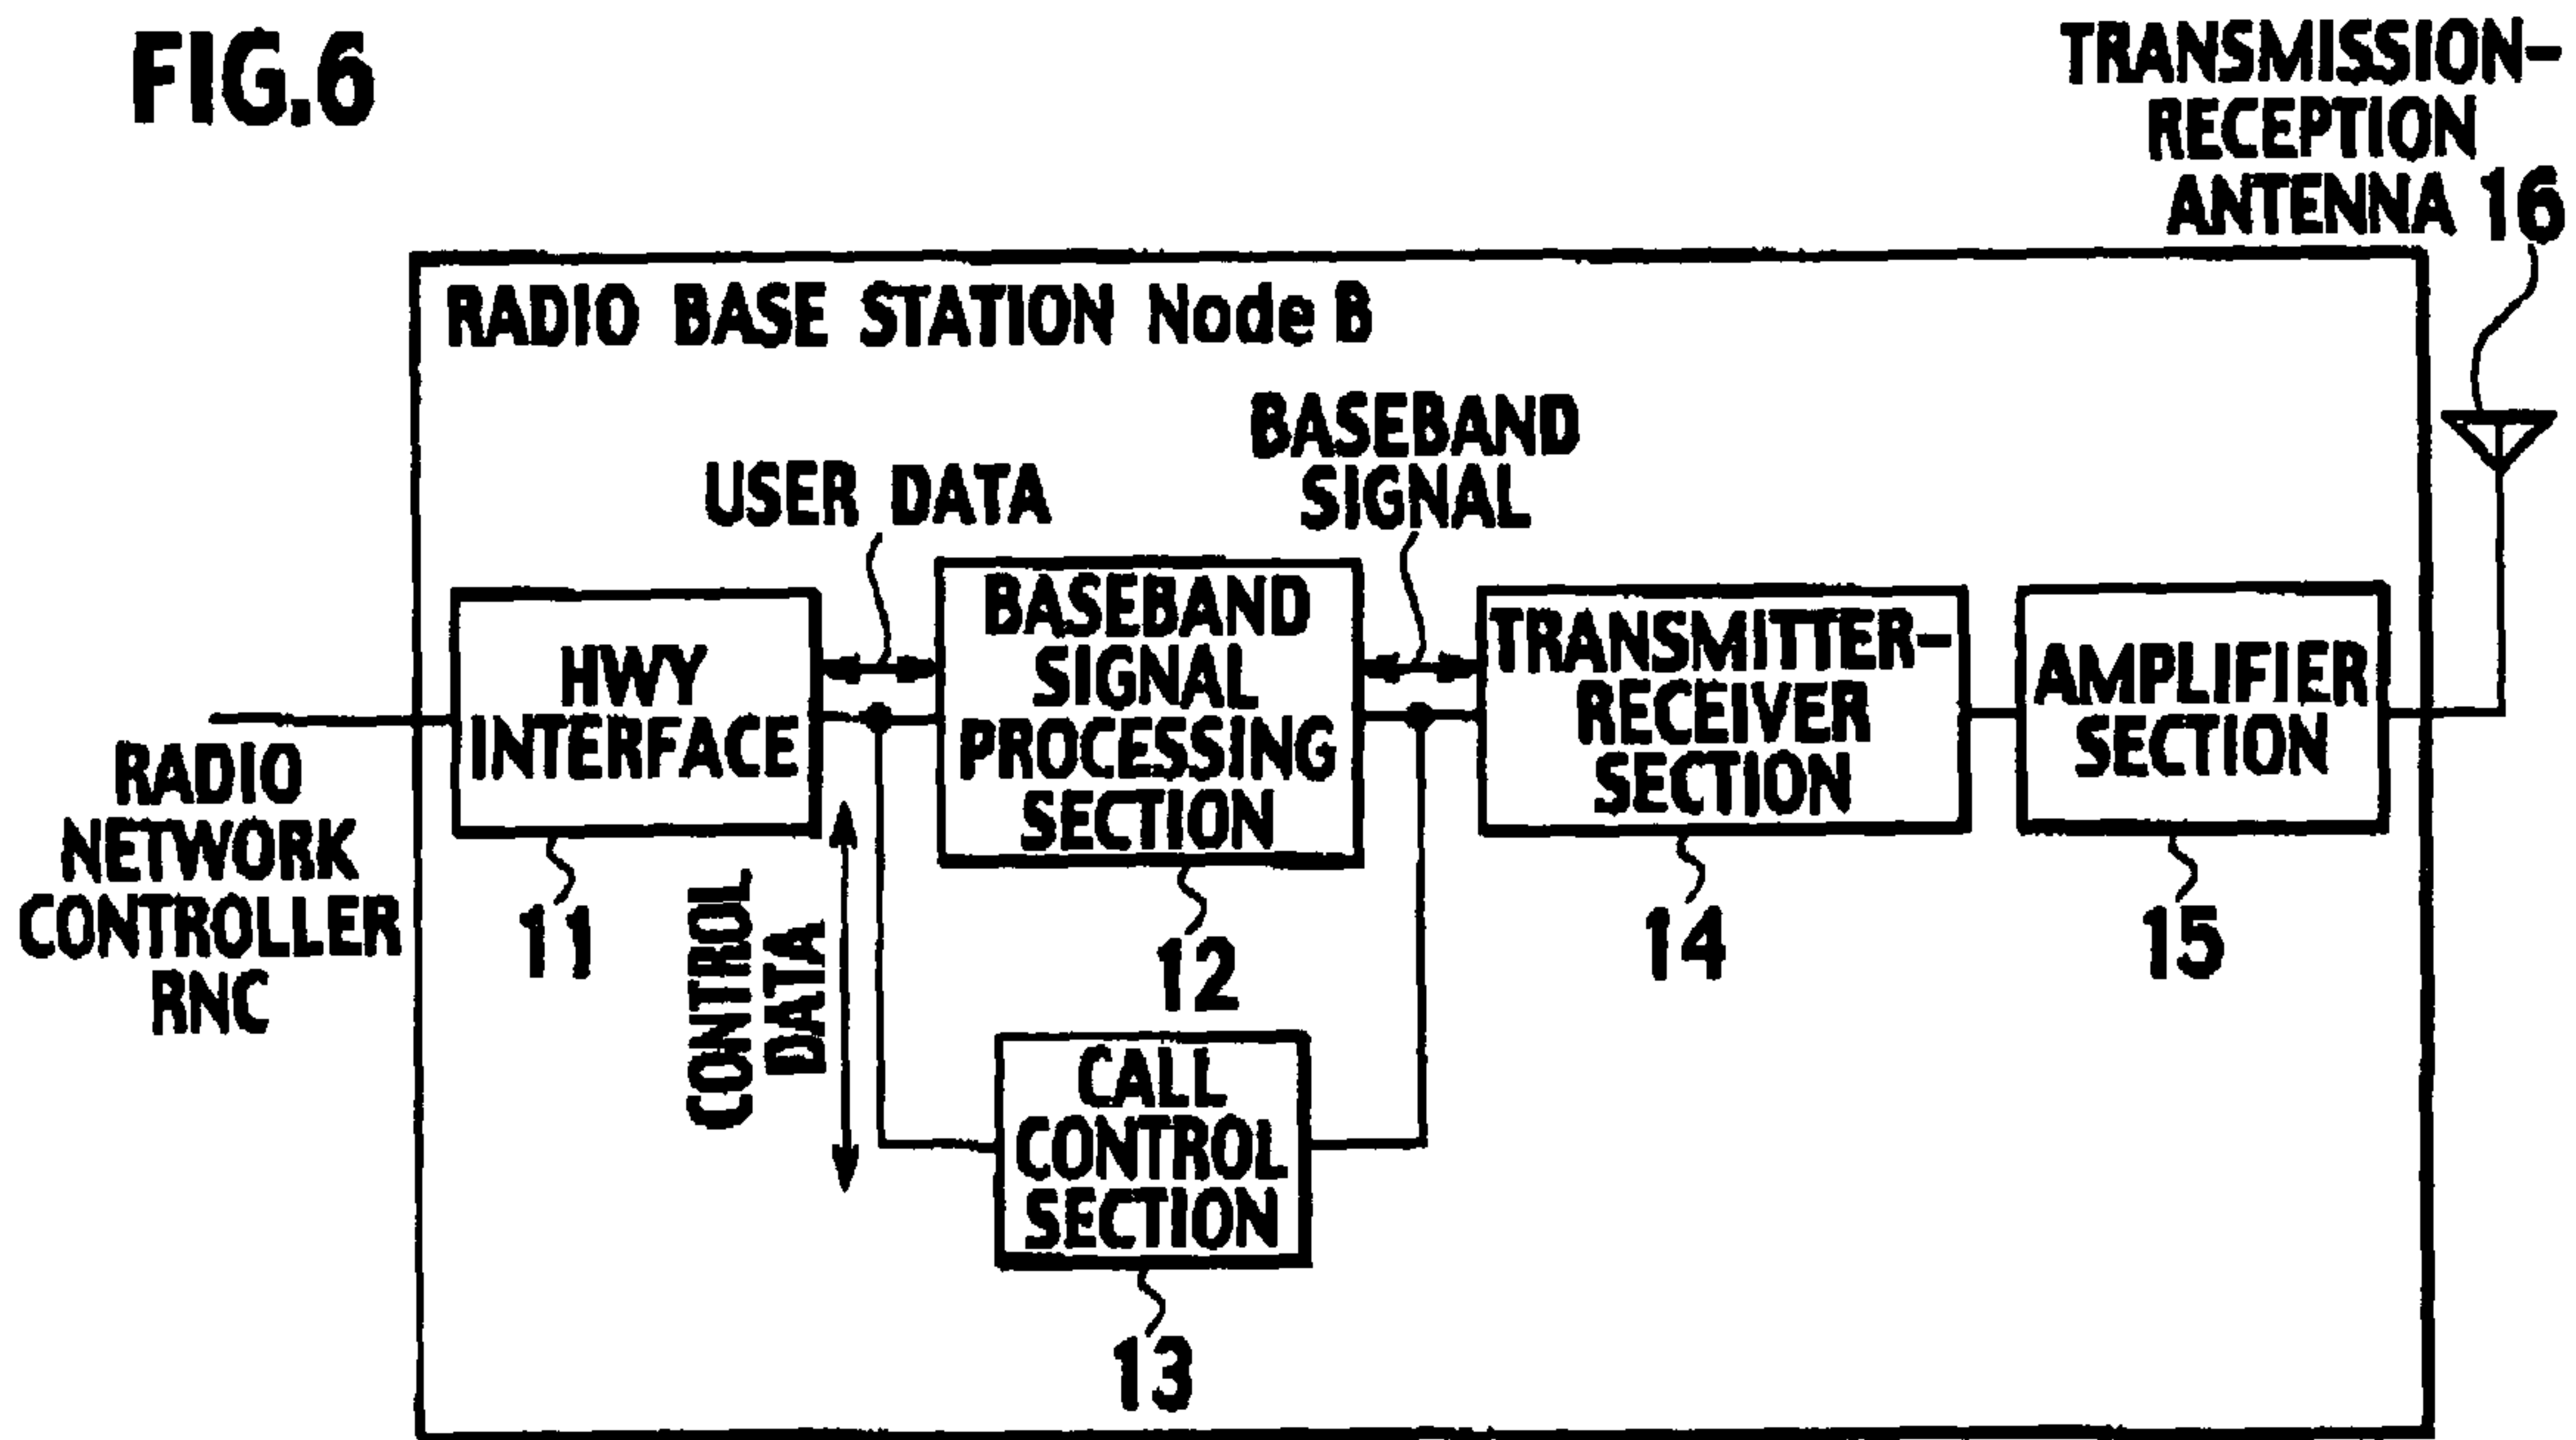 FIG.6
TRANSMISSION-
RECEPTION
ANTENNA 16
RADIO BASE STATION Node B
USER DATA
BASEBAND
SIGNAL
HWY
INTERFACE
BASEBAND
SIGNAL
PROCESSING
SECTION
TRANSMITTER-
RECEIVER
SECTION
AMPLIFIER
SECTION
RADIO
NETWORK
CONTROLLER
RNC
11
12
14
15
CONTROL
DATA
CALL
CONTROL
SECTION
13